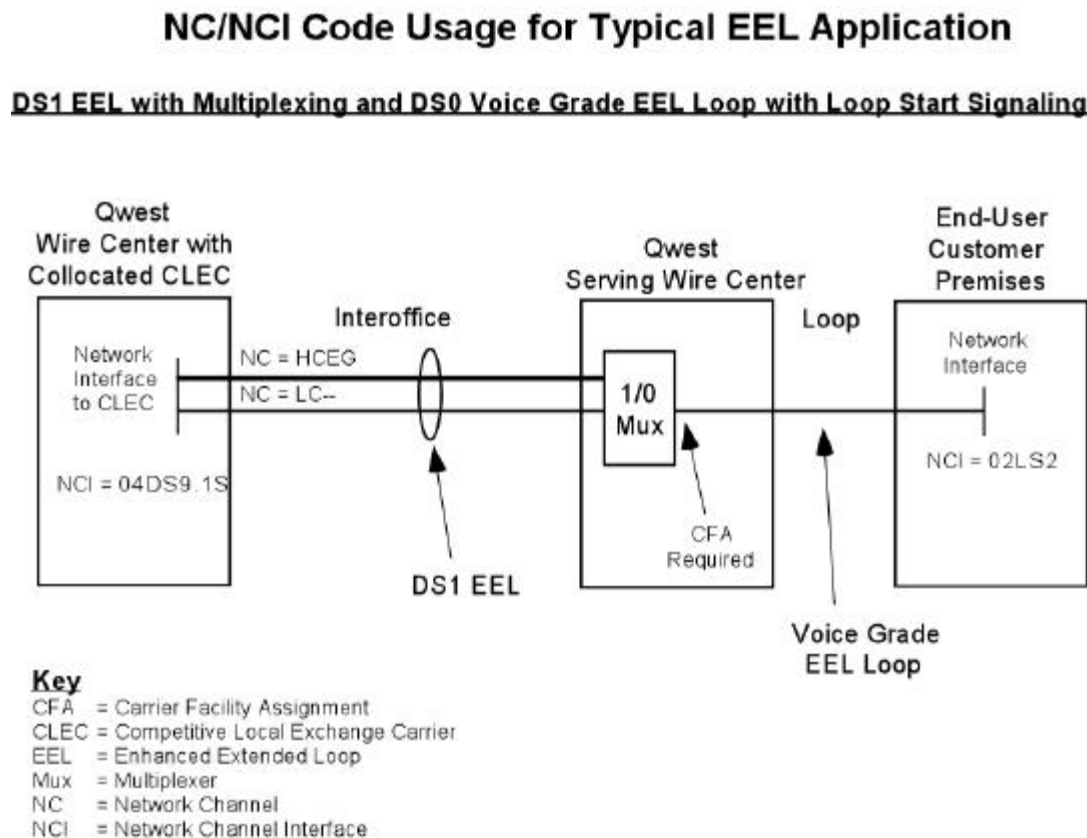 NC/NCI Code Usage for Typical EEL Application
DS1 EEL with Multiplexing and DS0 Voice Grade EEL Loop with Loop Start Signaling
Qwest
Wire Center with
Collocated CLEC
Qwest
Serving Wire Center
End-User
Customer
Premises
Interoffice
Loop
Network
Interface
to CLEC
NC = HCEG
NC = LC--
1/0
Mux
Network
Interface
NCI = 04DS9.1S
NCI = 02LS2
CFA
Required
DS1 EEL
Voice Grade
EEL Loop
Key
CFA = Carrier Facility Assignment
CLEC = Competitive Local Exchange Carrier
EEL = Enhanced Extended Loop
Mux = Multiplexer
NC = Network Channel
NCI = Network Channel Interface